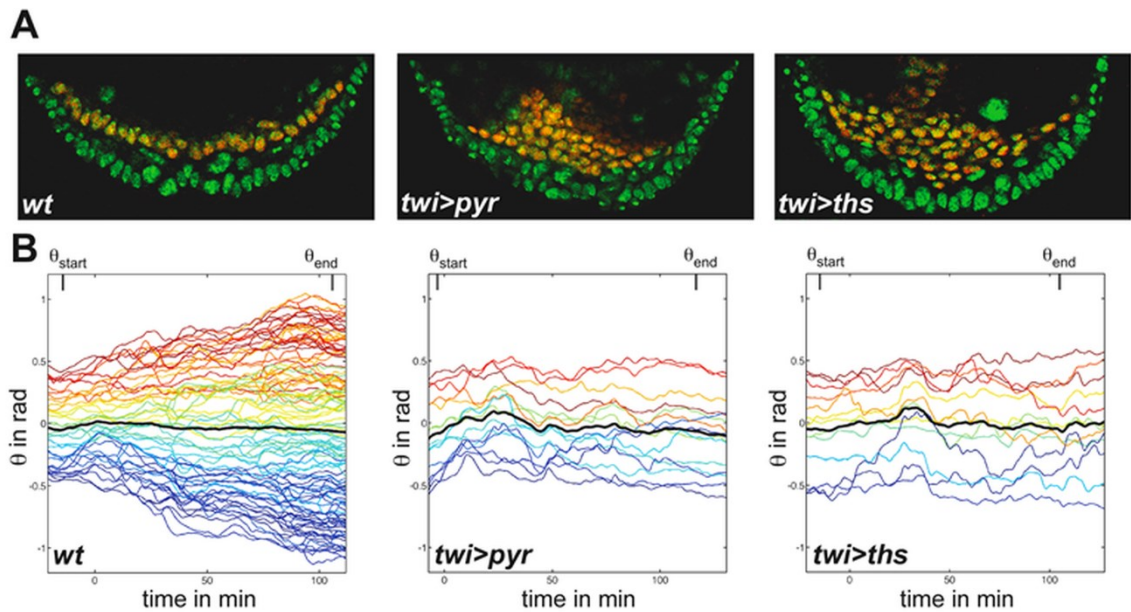 A
wt
twi>pyr
twi>ths
B
θstart θend
θstart θend
θstart θend
1
0.5
0
-0.5
-1
θ in rad
wt
0 50 100
time in min
1
0.5
0
-0.5
-1
θ in rad
twi>pyr
0 50 100
time in min
1
0.5
0
-0.5
-1
θ in rad
twi>ths
0 50 100
time in min